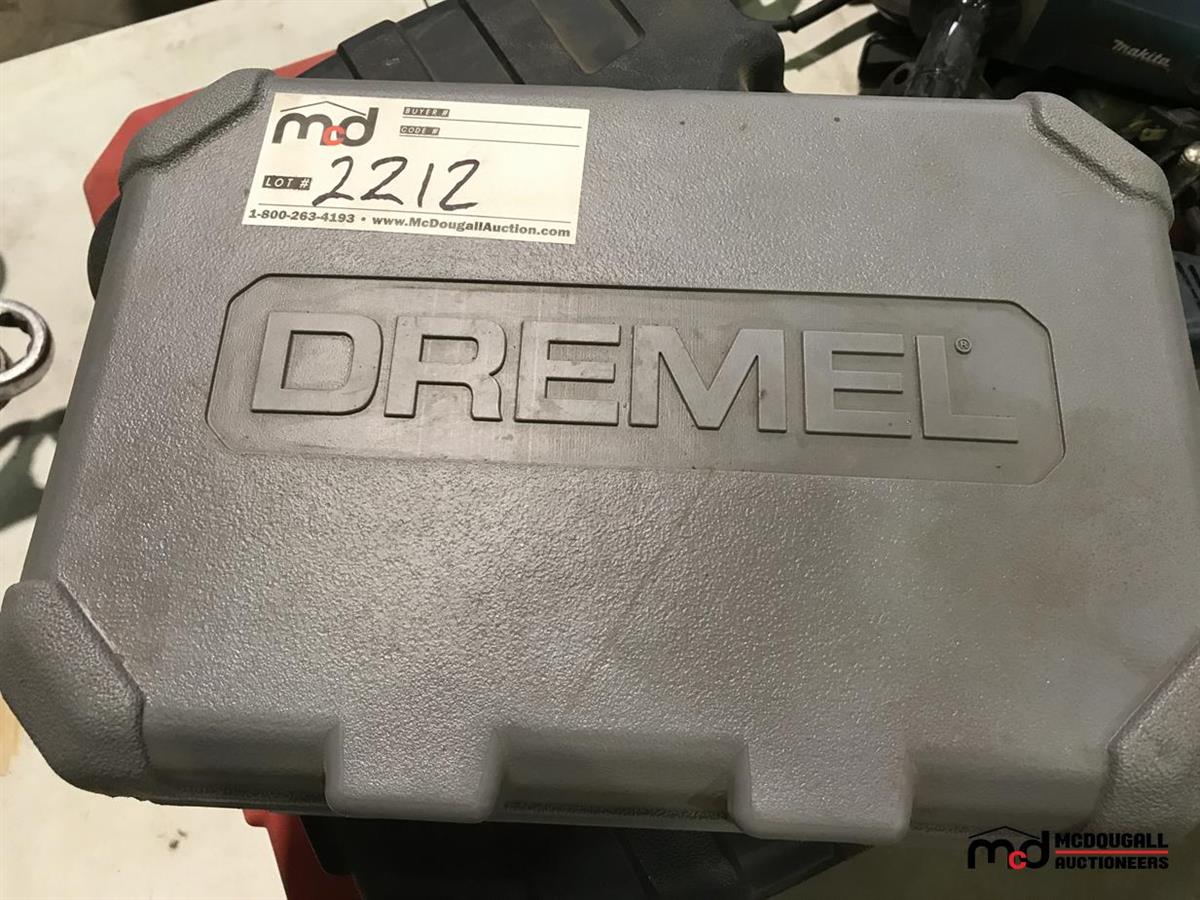 mcd
BUYER #
CODE #
LOT # 2212
1-800-263-4193 • www.McDougallAuction.com
makita
DREMEL®
mcd MCDOUGALL
AUCTIONEERS